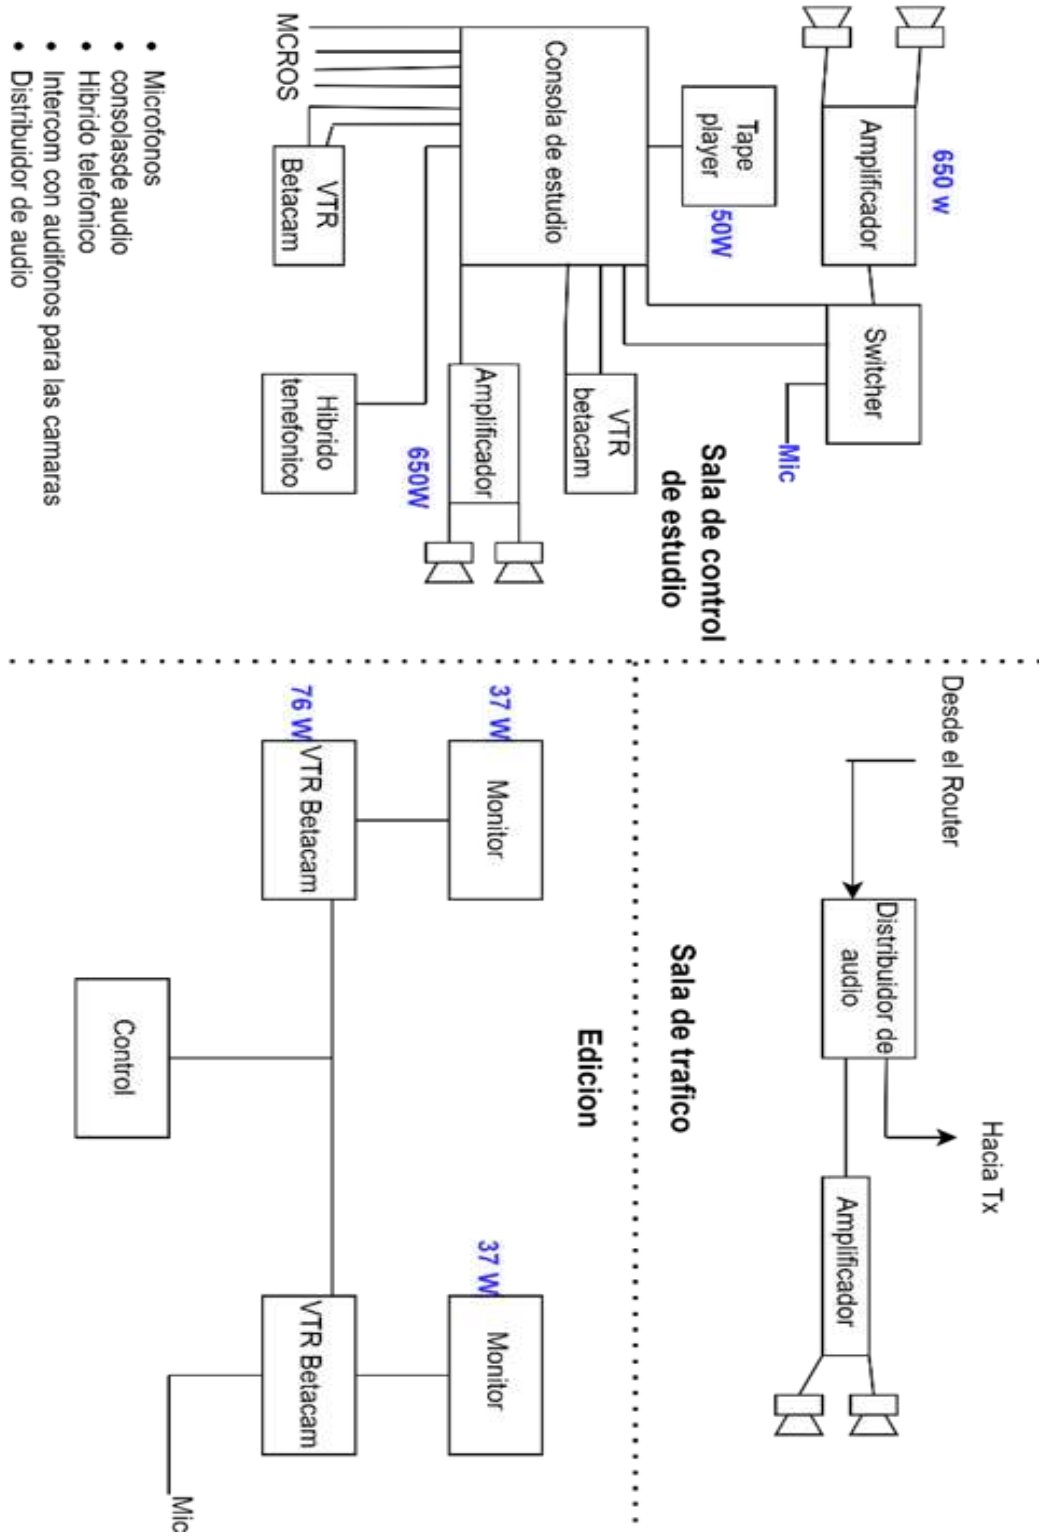 650 w
Amplificador
Switcher
Mic
Tape
player
50W
Sala de control
de estudio
Consola de estudio
VTR
betacam
Amplificador
650W
MCROS
VTR
Betacam
Hibrido
tenefonico
• Microfonos
• consolasde audio
• Hibrido telefonico
• Intercom con audifonos para las camaras
• Distribuidor de audio
Desde el Router
Hacia Tx
Distribuidor de
audio
Amplificador
Sala de trafico
Edicion
37 W
Monitor
37 W
Monitor
76 W
VTR Betacam
VTR Betacam
Control
Mic